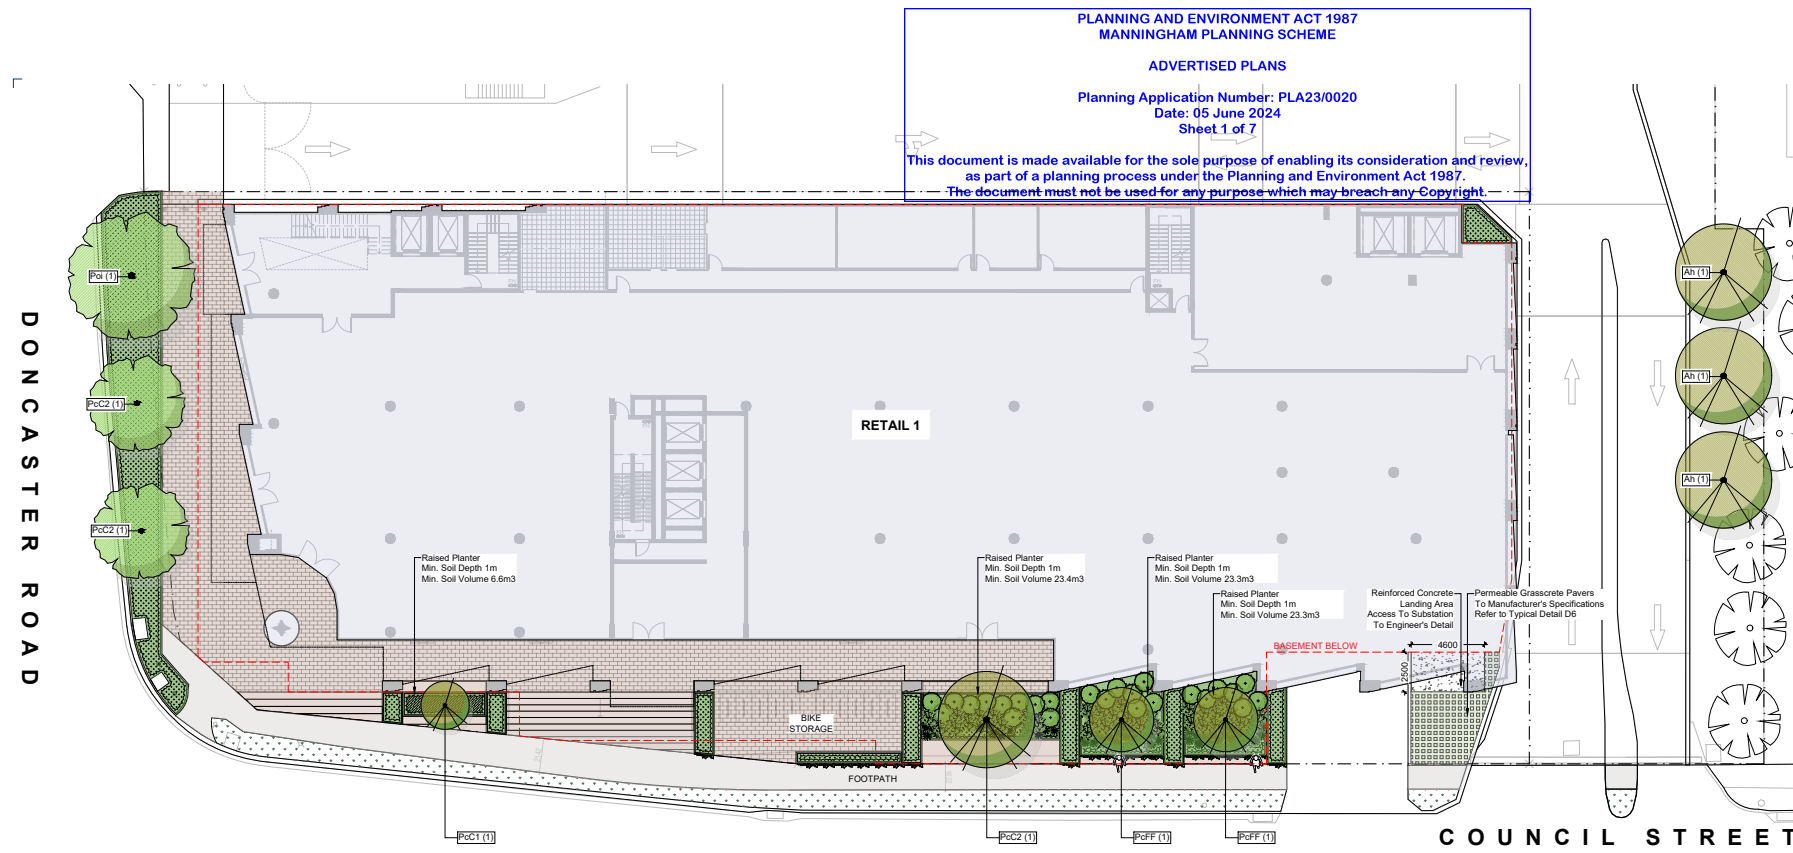 PLANNING AND ENVIRONMENT ACT 1987
MANNINGHAM PLANNING SCHEME
ADVERTISED PLANS
Planning Application Number: PLA23/0020
Date: 05 June 2024
Sheet 1 of 7
This document is made available for the sole purpose of enabling its consideration and review,
as part of a planning process under the Planning and Environment Act 1987.
The document must not be used for any purpose which may breach any Copyright.
DONCASTER ROAD
Poi (1)
PcC2 (1)
PcC2 (1)
Ah (1)
Ah (1)
Ah (1)
RETAIL 1
Raised Planter
Min. Soil Depth 1m
Min. Soil Volume 6.6m3
Raised Planter
Min. Soil Depth 1m
Min. Soil Volume 23.4m3
Raised Planter
Min. Soil Depth 1m
Min. Soil Volume 23.3m3
Raised Planter
Min. Soil Depth 1m
Min. Soil Volume 23.3m3
Reinforced Concrete
Landing Area
Access To Substation
To Engineer's Detail
Permeable Grasscrete Pavers
To Manufacturer's Specifications
Refer to Typical Detail D6
BASEMENT BELOW
4600
2500
BIKE
STORAGE
FOOTPATH
PcC1 (1)
PcC2 (1)
PcFF (1)
PcFF (1)
COUNCIL STREET